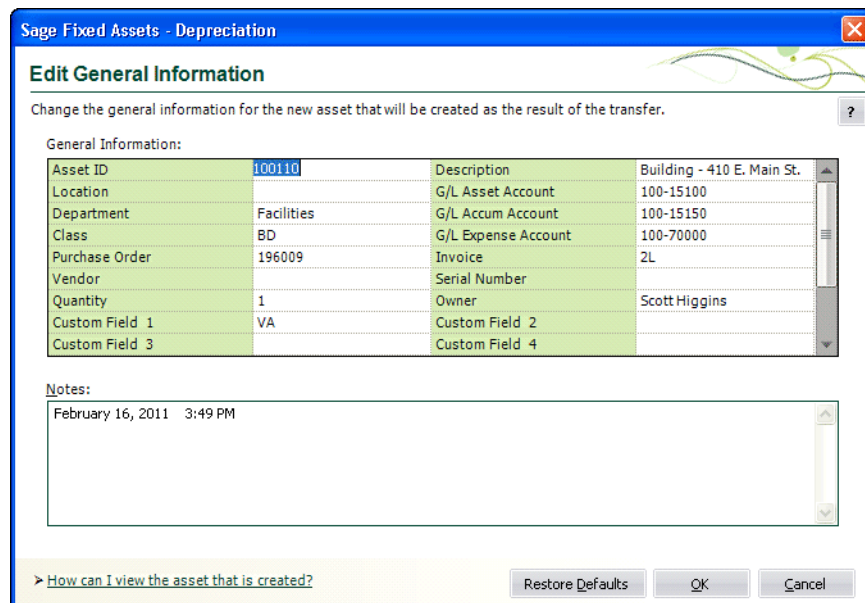 Sage Fixed Assets - Depreciation
Edit General Information
Change the general information for the new asset that will be created as the result of the transfer.
?
General Information:
Asset ID 100110 Description Building - 410 E. Main St.
Location G/L Asset Account 100-15100
Department Facilities G/L Accum Account 100-15150
Class BD G/L Expense Account 100-70000
Purchase Order 196009 Invoice 2L
Vendor Serial Number
Quantity 1 Owner Scott Higgins
Custom Field 1 VA Custom Field 2
Custom Field 3 Custom Field 4
Notes:
February 16, 2011 3:49 PM
How can I view the asset that is created? Restore Defaults OK Cancel